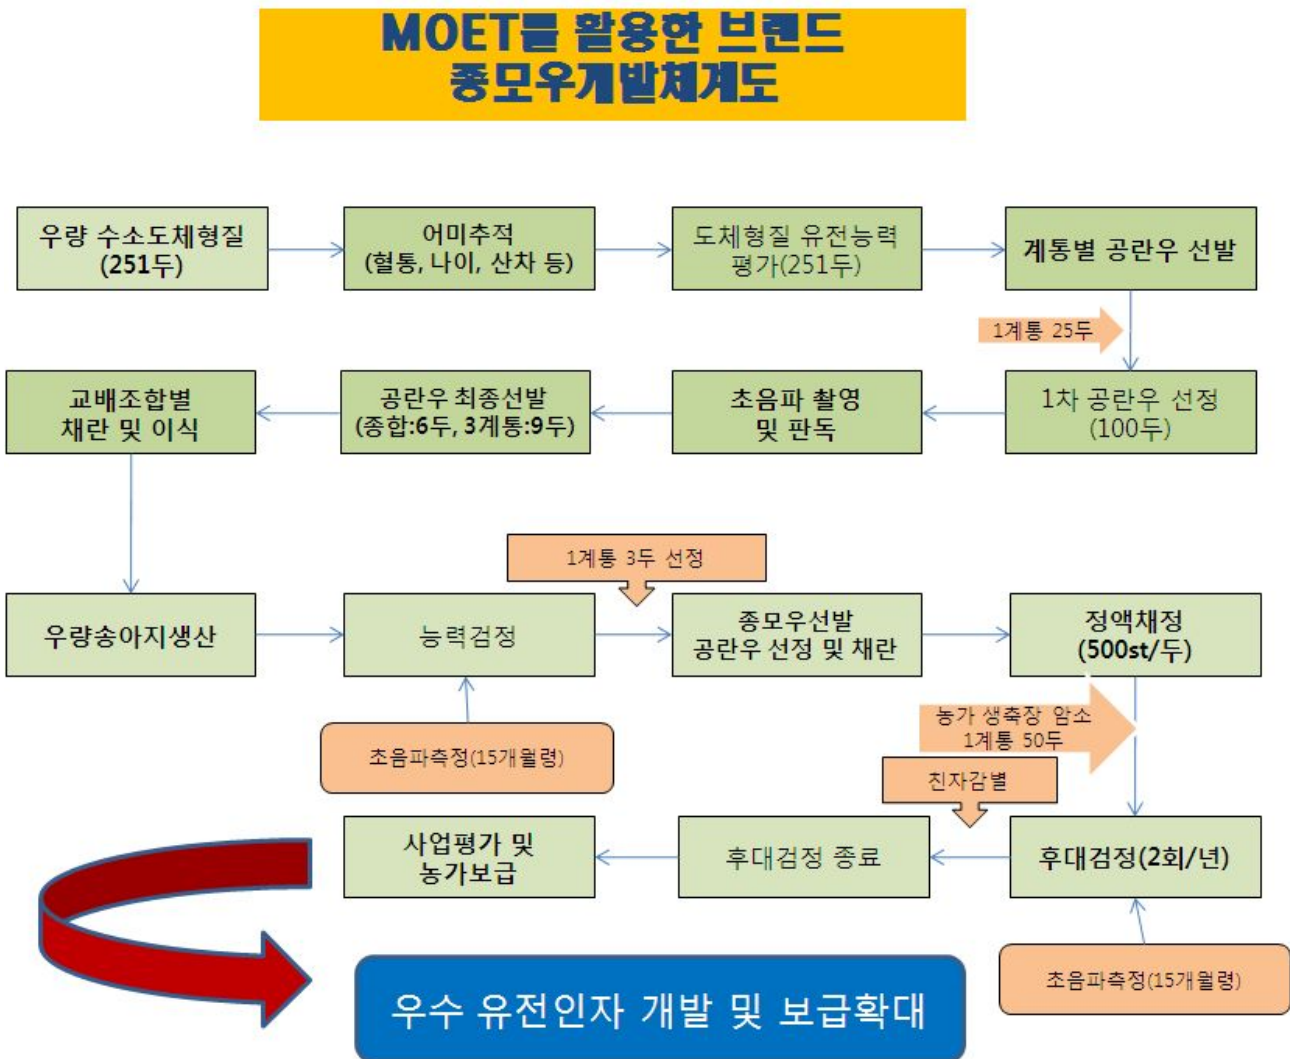 MOET를 활용한 브랜드
종모우개발체계도
우량 수소도체형질
(251두)
어미추적
(혈통, 나이, 산차 등)
도체형질 유전능력
평가(251두)
계통별 공란우 선발
1계통 25두
1차 공란우 선정
(100두)
초음파 촬영
및 판독
공란우 최종선발
(종합:6두, 3계통:9두)
교배조합별
채란 및 이식
우량송아지생산
능력검정
초음파측정(15개월령)
1계통 3두 선정
종모우선발
공란우 선정 및 채란
정액채정
(500st/두)
농가 생축장 암소
1계통 50두
후대검정(2회/년)
초음파측정(15개월령)
친자감별
후대검정 종료
사업평가 및
농가보급
우수 유전인자 개발 및 보급확대